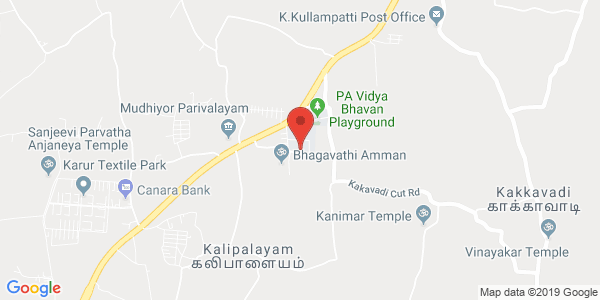 K.Kullampatti Post Office
PA Vidya
Bhavan
Playground
Mudhiyor Parivalayam
Sanjeevi Parvatha
Anjaneya Temple
Karur Textile Park
Bhagavathi Amman
Canara Bank
Kakavadi Cut Rd
Kakkavadi
காக்காவாடி
Kanimar Temple
Kalipalayam
கலிபாளையம்
Vinayakar Temple
Google
Map data ©2019 Google